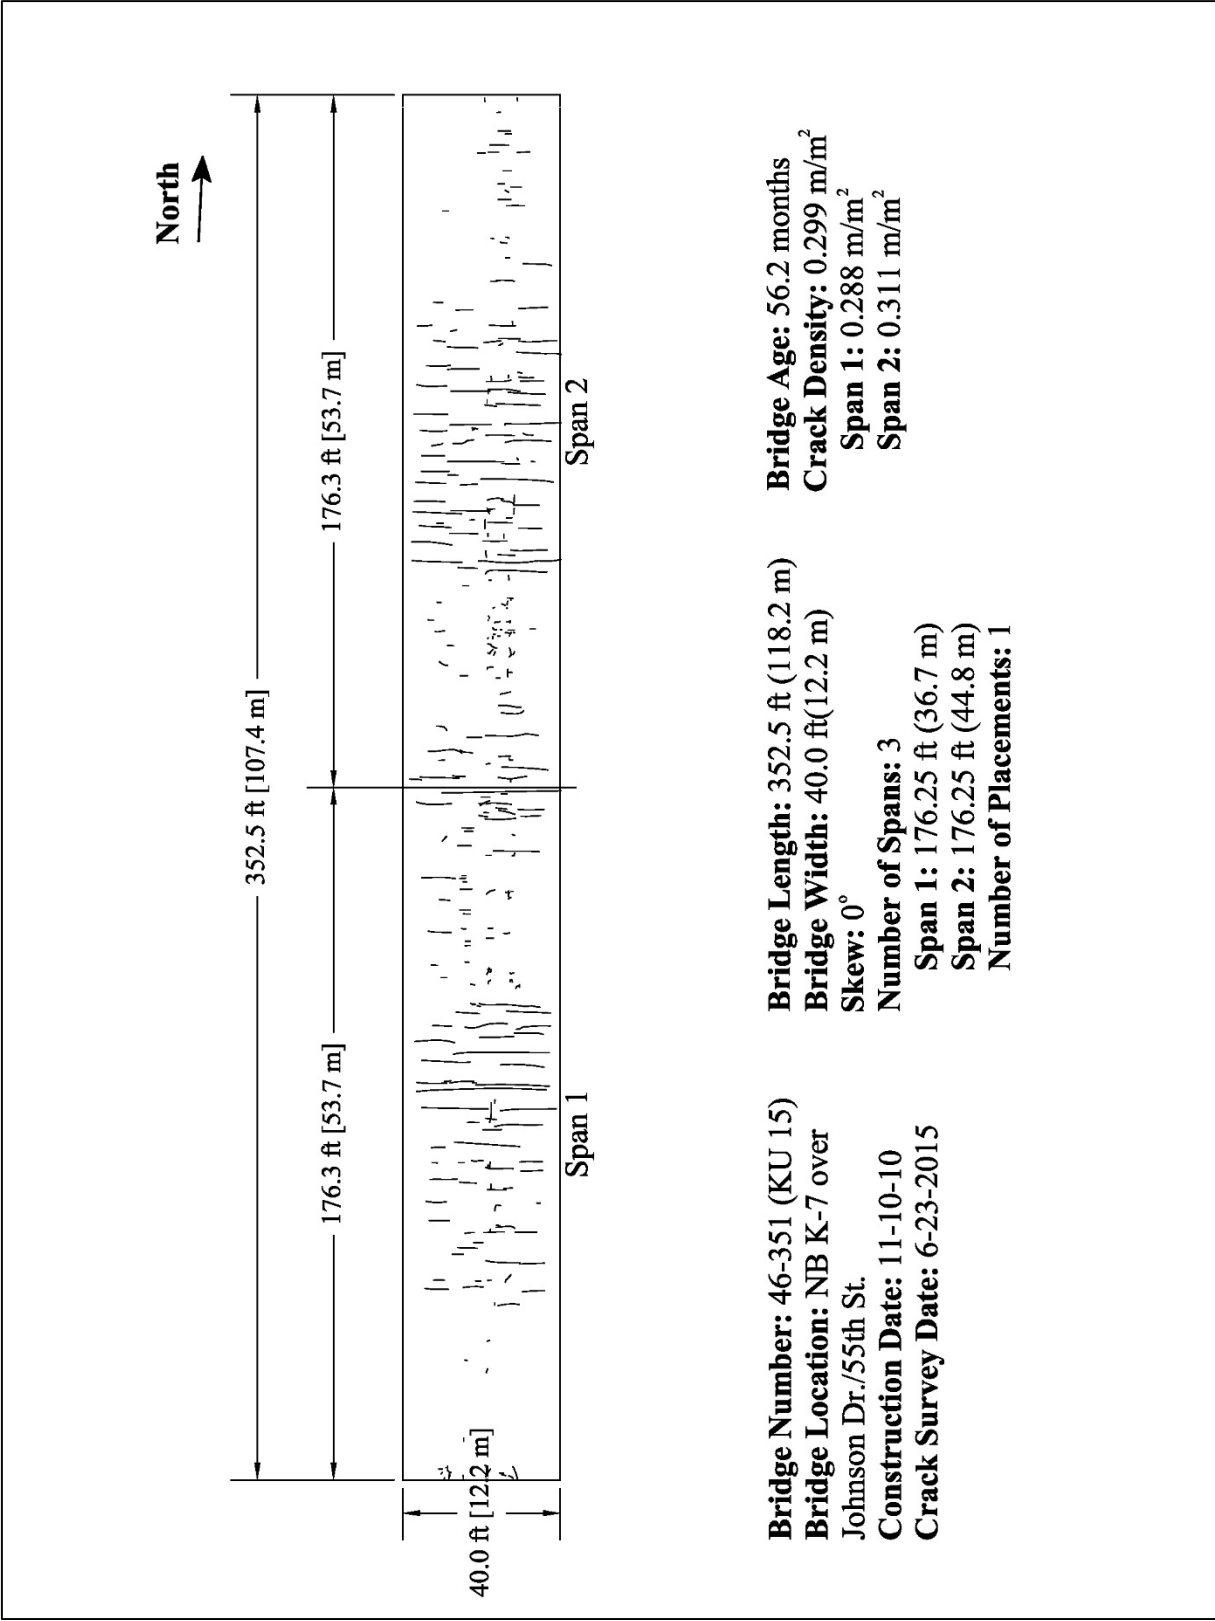 North
352.5 ft [107.4 m]
176.3 ft [53.7 m]
176.3 ft [53.7 m]
40.0 ft [12.2 m]
Span 1
Span 2
Bridge Number: 46-351 (KU 15)
Bridge Location: NB K-7 over
Johnson Dr./55th St.
Construction Date: 11-10-10
Crack Survey Date: 6-23-2015
Bridge Length: 352.5 ft (118.2 m)
Bridge Width: 40.0 ft(12.2 m)
Skew: 0°
Number of Spans: 3
Span 1: 176.25 ft (36.7 m)
Span 2: 176.25 ft (44.8 m)
Number of Placements: 1
Bridge Age: 56.2 months
Crack Density: 0.299 m/m²
Span 1: 0.288 m/m²
Span 2: 0.311 m/m²